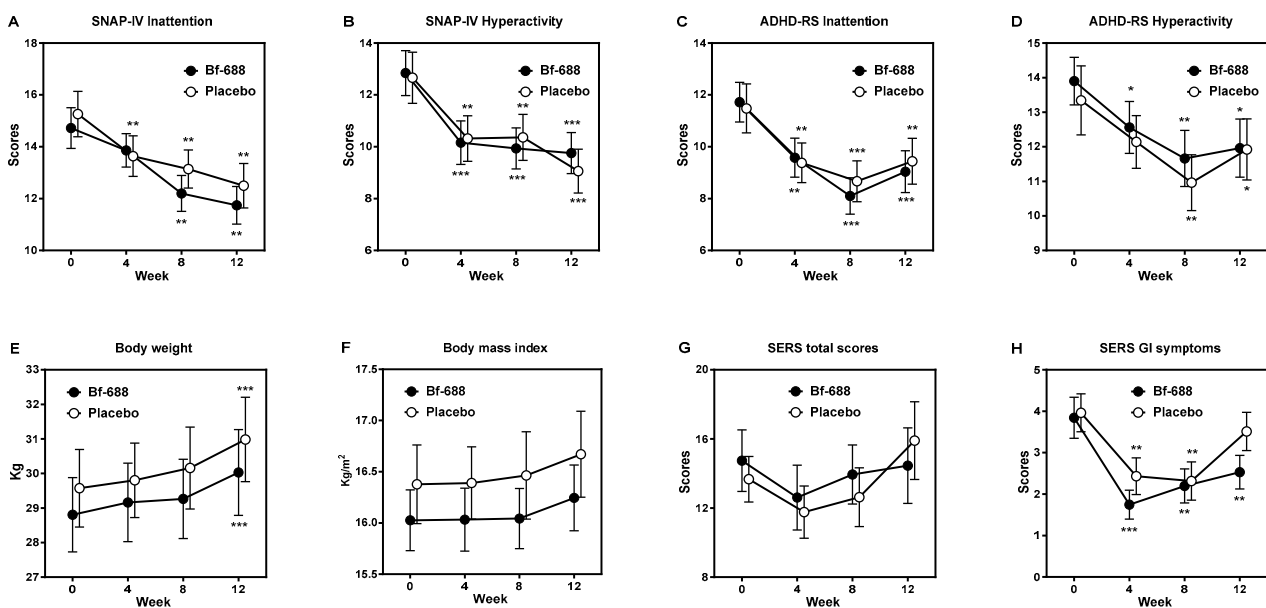 A SNAP-IV Inattention
18
16
14
12
10
Scores
Bf-688
Placebo
**
**
**
**
**
0 4 8 12
Week
B SNAP-IV Hyperactivity
14
12
10
8
6
Scores
Bf-688
Placebo
**
**
***
***
***
***
0 4 8 12
Week
C ADHD-RS Inattention
14
12
10
8
6
Scores
Bf-688
Placebo
**
***
**
**
***
***
0 4 8 12
Week
D ADHD-RS Hyperactivity
15
14
13
12
11
10
9
Scores
Bf-688
Placebo
*
**
*
**
*
0 4 8 12
Week
E Body weight
33
32
31
30
29
28
27
Kg
Bf-688
Placebo
***
***
0 4 8 12
Week
F Body mass index
17.5
17.0
16.5
16.0
15.5
Kg/m²
Bf-688
Placebo
0 4 8 12
Week
G SERS total scores
20
16
12
8
Scores
Bf-688
Placebo
0 4 8 12
Week
H SERS GI symptoms
5
4
3
2
1
0
Scores
Bf-688
Placebo
**
**
***
**
**
0 4 8 12
Week